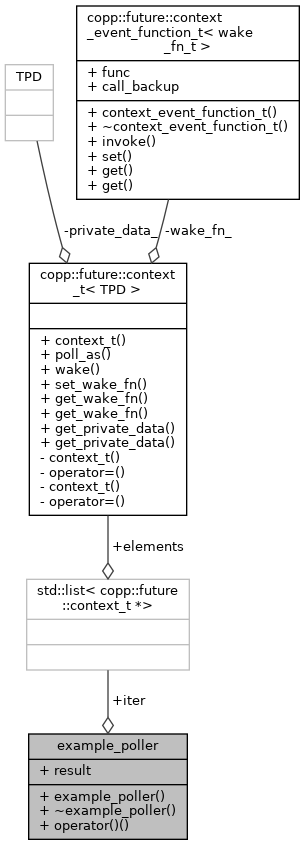 copp::future::context
_event_function_t< wake
_fn_t >
+ func
+ call_backup
+ context_event_function_t()
+ ~context_event_function_t()
+ invoke()
+ set()
+ get()
+ get()
TPD
-private_data_
-wake_fn_
copp::future::context
_t< TPD >
+ context_t()
+ poll_as()
+ wake()
+ set_wake_fn()
+ get_wake_fn()
+ get_wake_fn()
+ get_private_data()
+ get_private_data()
- context_t()
- operator=()
- context_t()
- operator=()
+elements
std::list< copp::future
::context_t *>
+iter
example_poller
+ result
+ example_poller()
+ ~example_poller()
+ operator()()